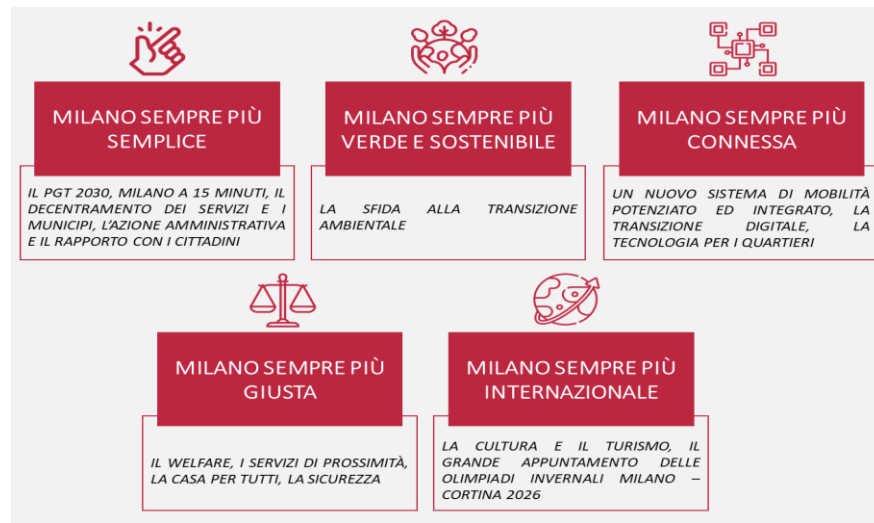 MILANO SEMPRE PIÙ
SEMPLICE
IL PGT 2030, MILANO A 15 MINUTI, IL
DECENTRAMENTO DEI SERVIZI E I
MUNICIPI, L'AZIONE AMMINISTRATIVA
E IL RAPPORTO CON I CITTADINI
MILANO SEMPRE PIÙ
VERDE E SOSTENIBILE
LA SFIDA ALLA TRANSIZIONE
AMBIENTALE
MILANO SEMPRE PIÙ
CONNESSA
UN NUOVO SISTEMA DI MOBILITÀ
POTENZIATO ED INTEGRATO, LA
TRANSIZIONE DIGITALE, LA
TECNOLOGIA PER I QUARTIERI
MILANO SEMPRE PIÙ
GIUSTA
IL WELFARE, I SERVIZI DI PROSSIMITÀ,
LA CASA PER TUTTI, LA SICUREZZA
MILANO SEMPRE PIÙ
INTERNAZIONALE
LA CULTURA E IL TURISMO, IL
GRANDE APPUNTAMENTO DELLE
OLIMPIADI INVERNALI MILANO –
CORTINA 2026